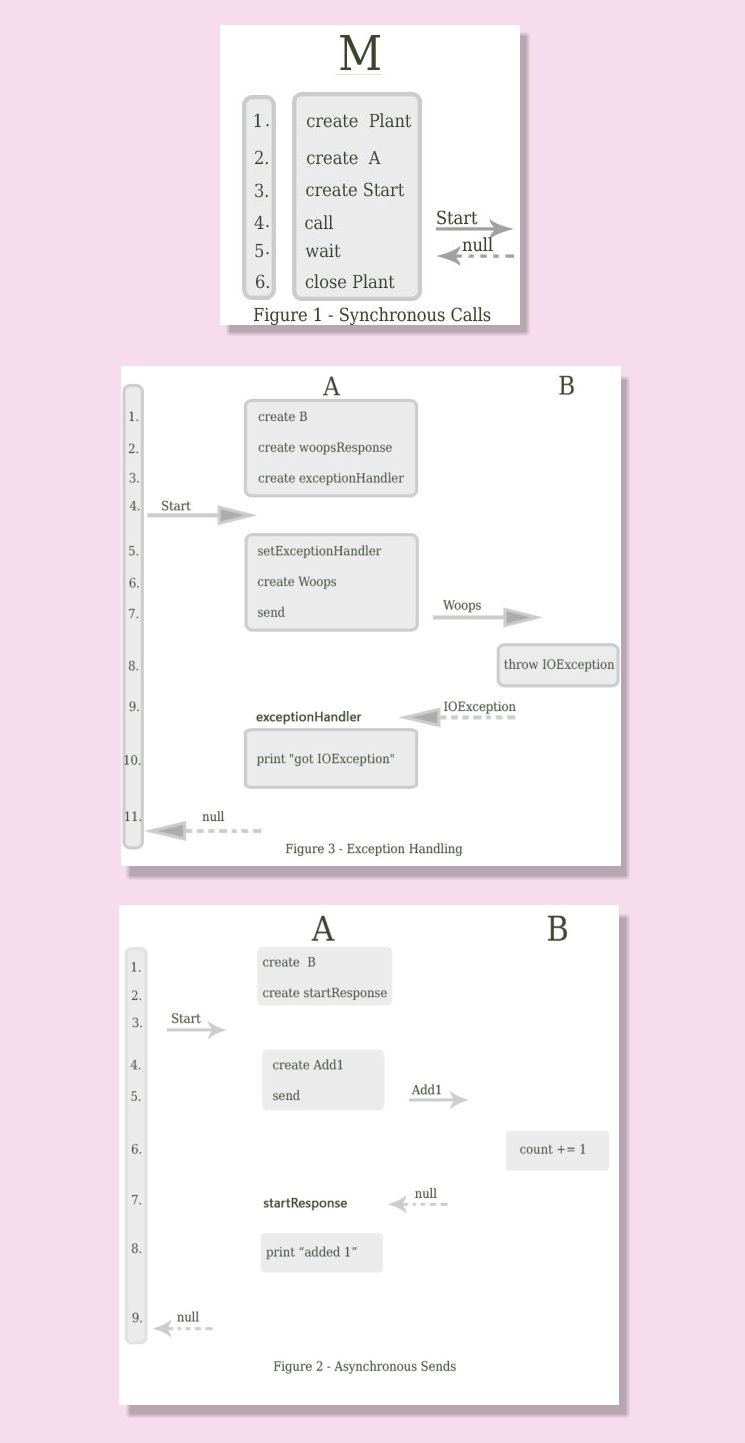 M
1. create Plant
2. create A
3. create Start
4. call Start
5. wait null
6. close Plant
Figure 1 - Synchronous Calls
A B
1. create B
2. create woopsResponse
3. create exceptionHandler
4. Start
5. setExceptionHandler
6. create Woops
7. send Woops
8. throw IOException
9. exceptionHandler IOException
10. print "got IOException"
11. null
Figure 3 - Exception Handling
A B
1. create B
2. create startResponse
3. Start
4. create Add1
5. send Add1
6. count += 1
7. startResponse null
8. print “added 1”
9. null
Figure 2 - Asynchronous Sends